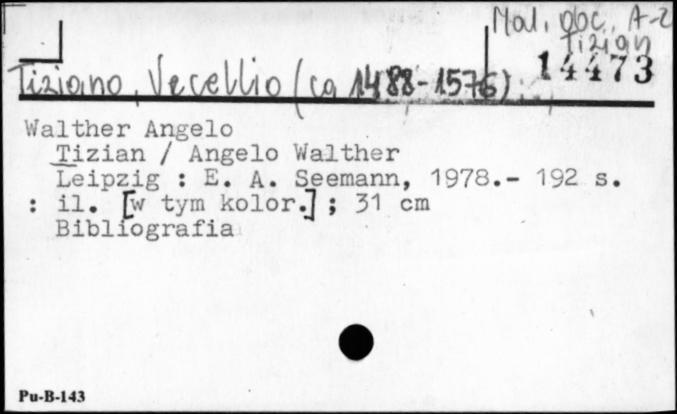 Mal. obc. A-Z
Tizian
14473
Tiziano, Vecellio (ca 1488-1576)
Walther Angelo
Tizian / Angelo Walther
Leipzig : E. A. Seemann, 1978.- 192 s.
: il. [w tym kolor.] ; 31 cm
Bibliografia
Pu-B-143